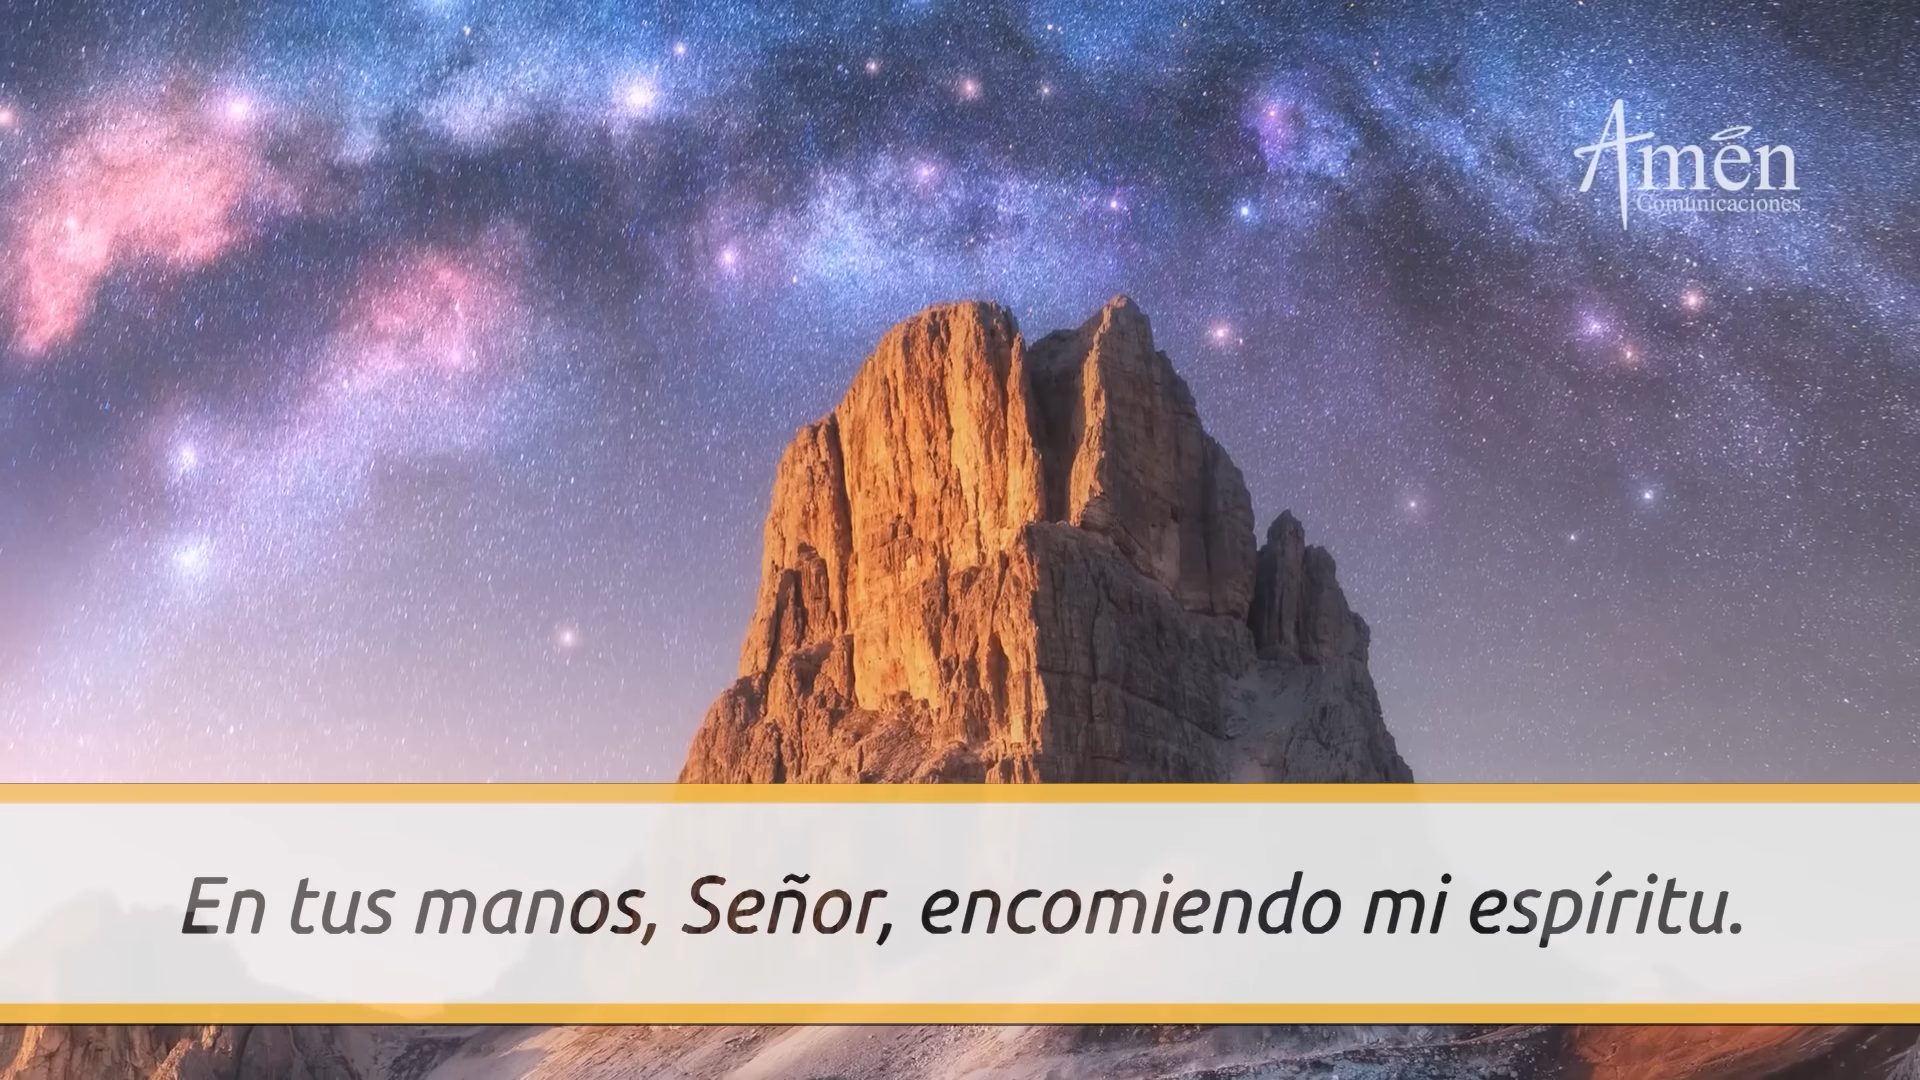 Amén
Comunicaciones
En tus manos, Señor, encomiendo mi espíritu.